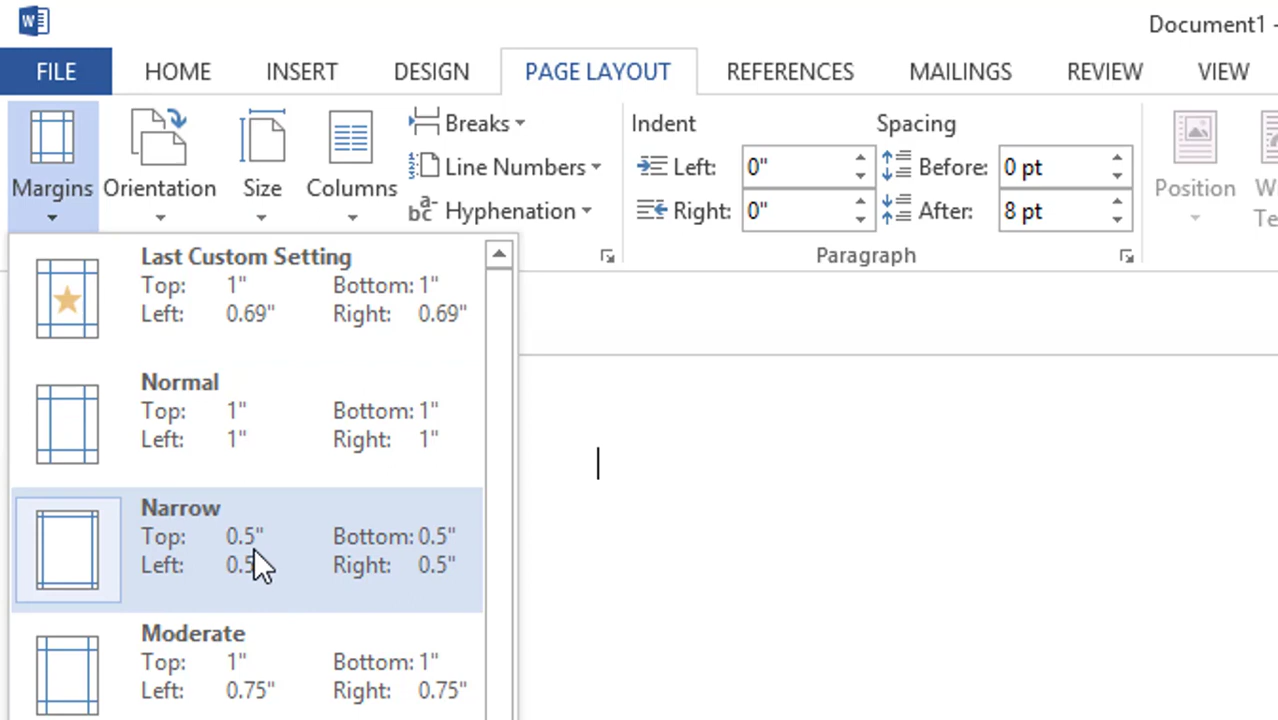 Document1 -
FILE HOME INSERT DESIGN PAGE LAYOUT REFERENCES MAILINGS REVIEW VIEW
Margins Orientation Size Columns
Breaks
Line Numbers
Hyphenation
Indent
Left: 0"
Right: 0"
Spacing
Before: 0 pt
After: 8 pt
Paragraph
Position
Last Custom Setting
Top: 1" Bottom: 1"
Left: 0.69" Right: 0.69"
Normal
Top: 1" Bottom: 1"
Left: 1" Right: 1"
Narrow
Top: 0.5" Bottom: 0.5"
Left: 0.5 Right: 0.5"
Moderate
Top: 1" Bottom: 1"
Left: 0.75" Right: 0.75"